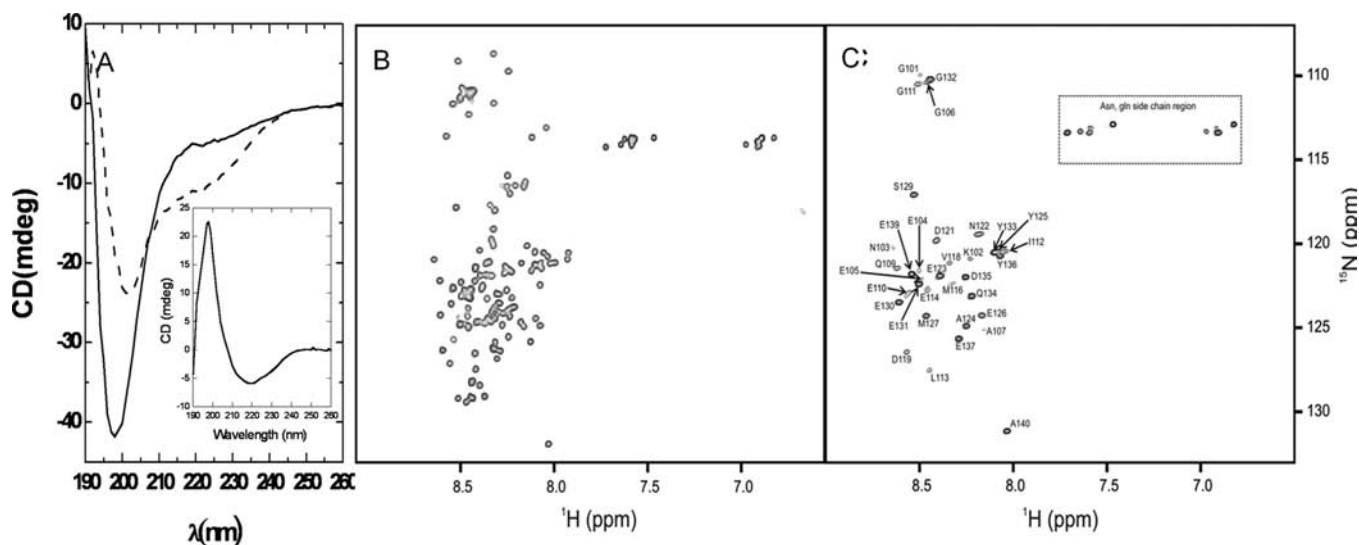 A
CD(mdeg)
10
0
-10
-20
-30
-40
190 200 210 220 230 240 250 260
λ(nm)
CD (mdeg)
25
20
15
10
5
0
-5
-10
190 200 210 220 230 240 250 260
Wavelength (nm)
B
8.5 8.0 7.5 7.0
¹H (ppm)
C
G101
G132
G111
G106
Asn, gln side chain region
S129
E139
E104
D121
N122
Y133
Y125
N103
V118
K102
I112
Q109
E123
Y136
E105
D135
E110
E114
M116
Q134
E130
E131
M127
A124
E126
A107
E137
D119
L113
A140
8.5 8.0 7.5 7.0
¹H (ppm)
110
115
120
125
130
¹⁵N (ppm)